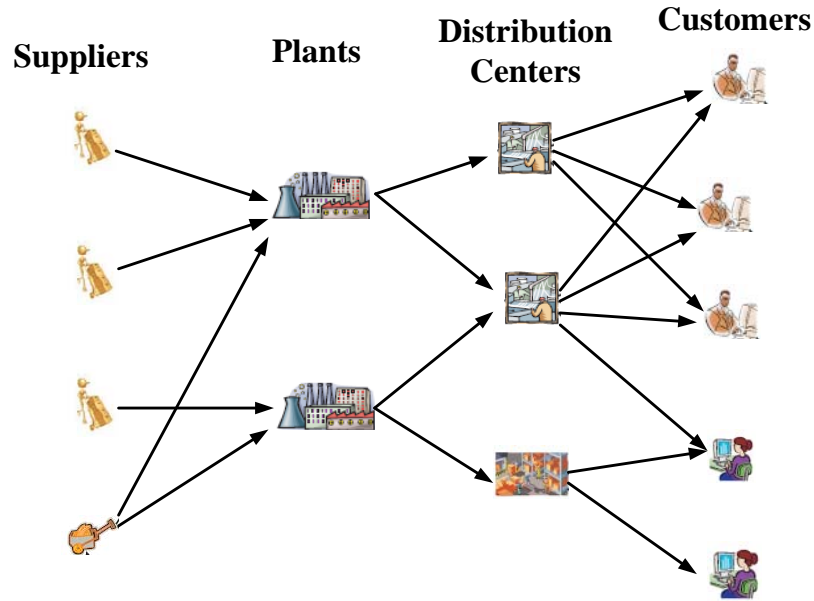 Suppliers
Plants
Distribution
Centers
Customers